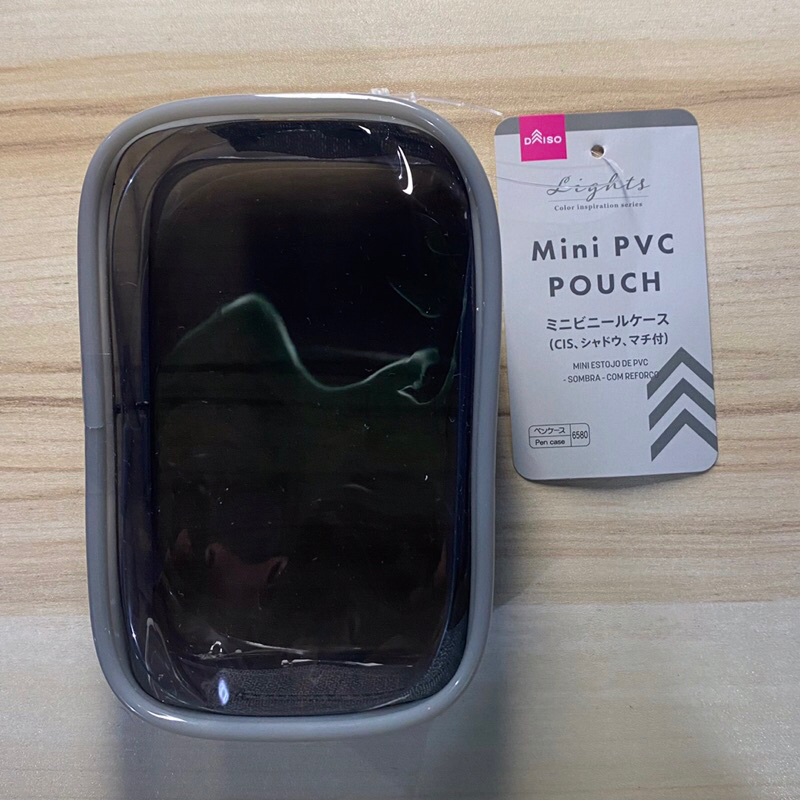 DAISO
Lights
Color inspiration series
Mini PVC
POUCH
ミニビニールケース
(CIS、シャドウ、マチ付)
MINI ESTOJO DE PVC
- SOMBRA - COM REFORÇO
ペンケース
Pen case
6580